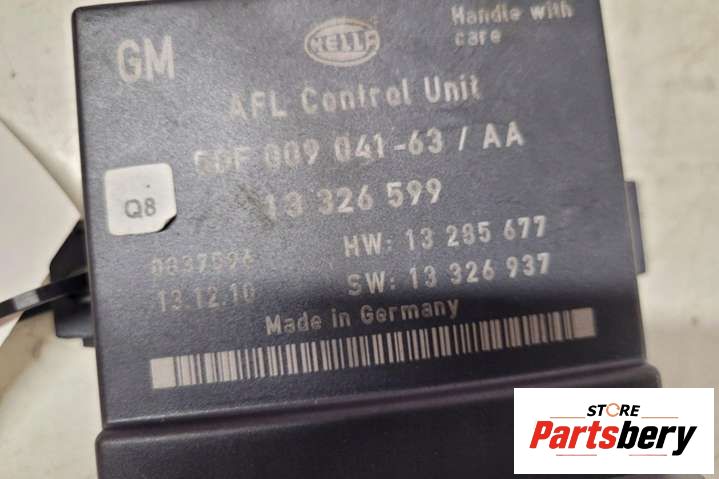 GM
HELLA
Handle with
care
AFL Control Unit
5DF 009 041-63 / AA
Q8
13 326 599
HW: 13 285 677
SW: 13 326 937
13.12.10
Made in Germany
STORE
Partsbery